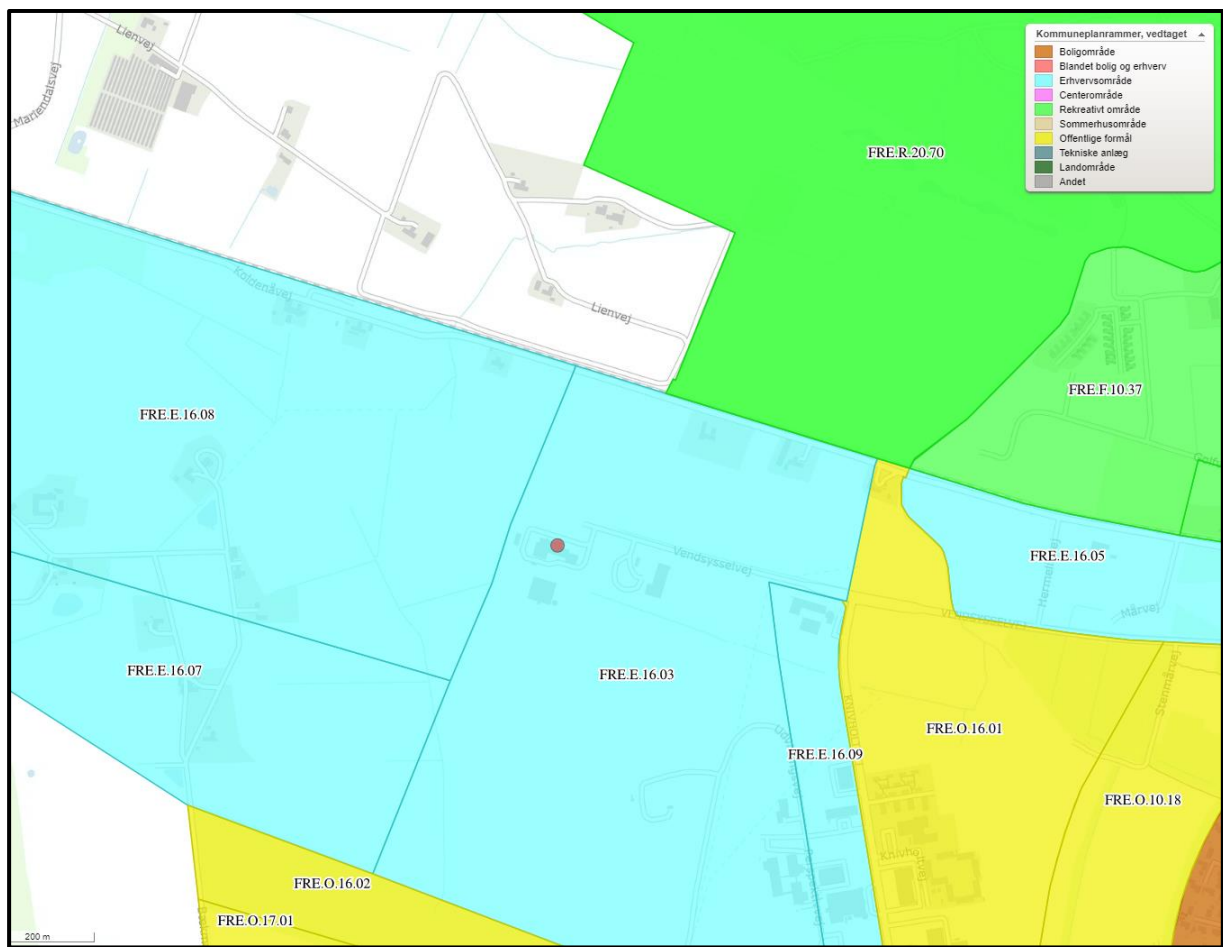 Lienvej
Mariendalsvej
Kommuneplanrammer, vedtaget
Boligområde
Blandet bolig og erhverv
Erhvervsområde
Centerområde
Rekreativt område
Sommerhusområde
Offentlige formål
Tekniske anlæg
Landområde
Andet
FRE.R.20.70
Koldenåvej
Lienvej
FRE.F.10.37
FRE.E.16.08
Vendsysselvej
FRE.E.16.05
Mårvej
VENDSYSSELVEJ
FRE.E.16.07
FRE.E.16.03
Stenmårvej
FRE.O.16.01
FRE.E.16.09
FRE.O.10.18
Knivholtvej
FRE.O.16.02
FRE.O.17.01
200 m